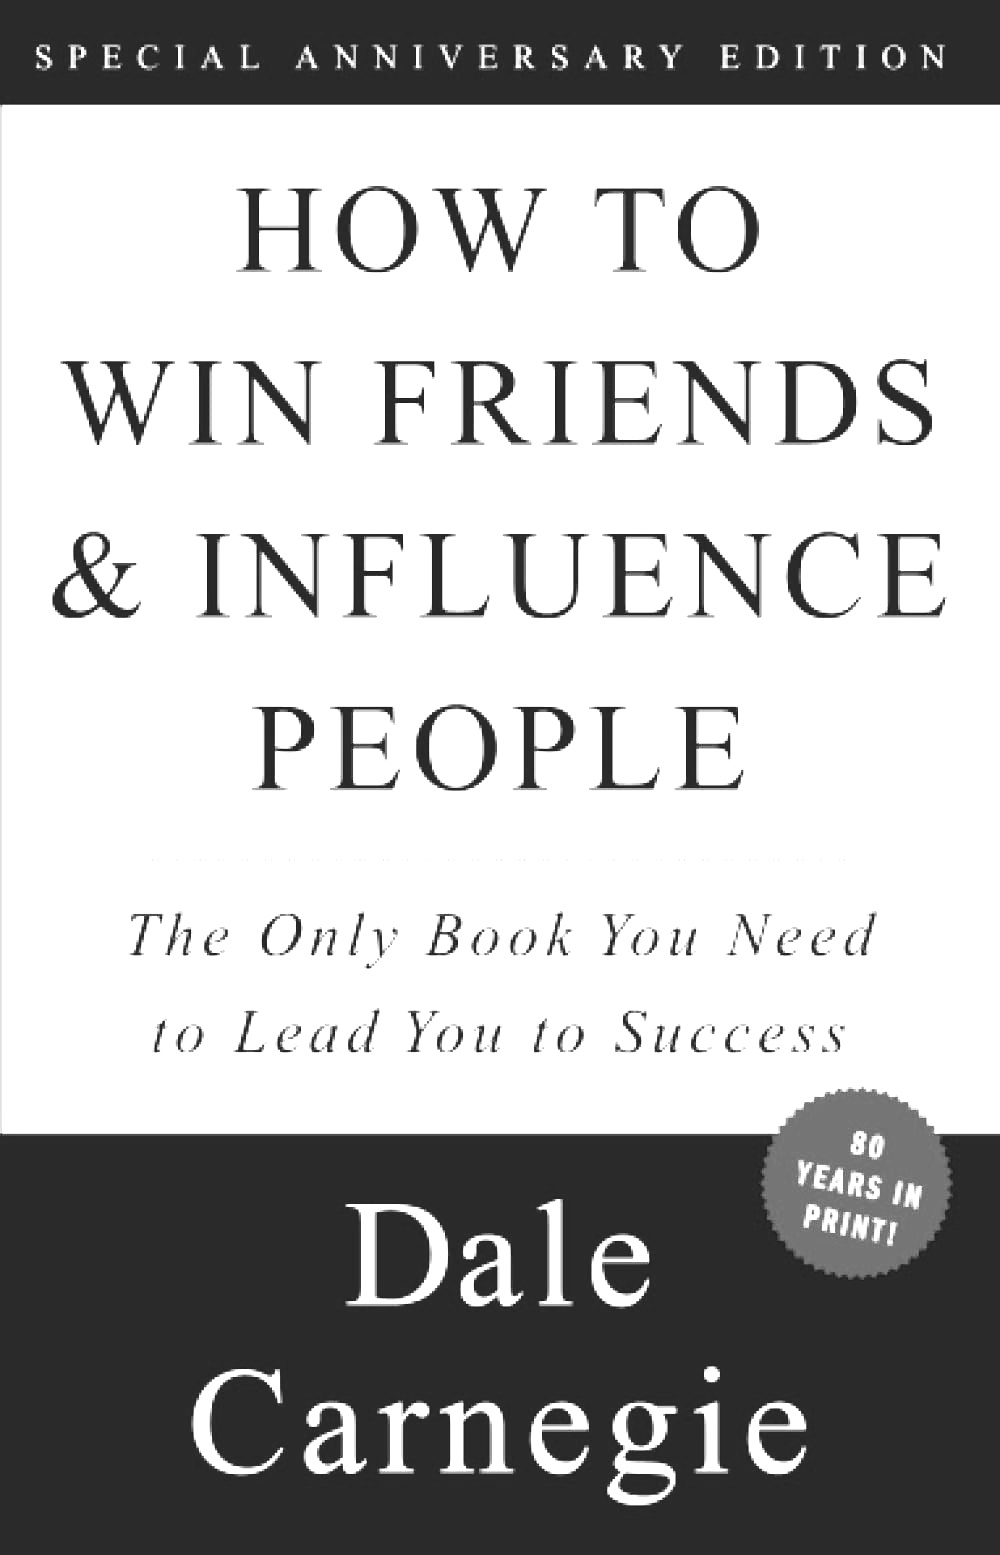 SPECIAL ANNIVERSARY EDITION
HOW TO
WIN FRIENDS
& INFLUENCE
PEOPLE
The Only Book You Need
to Lead You to Success
80
YEARS IN
PRINT!
Dale
Carnegie